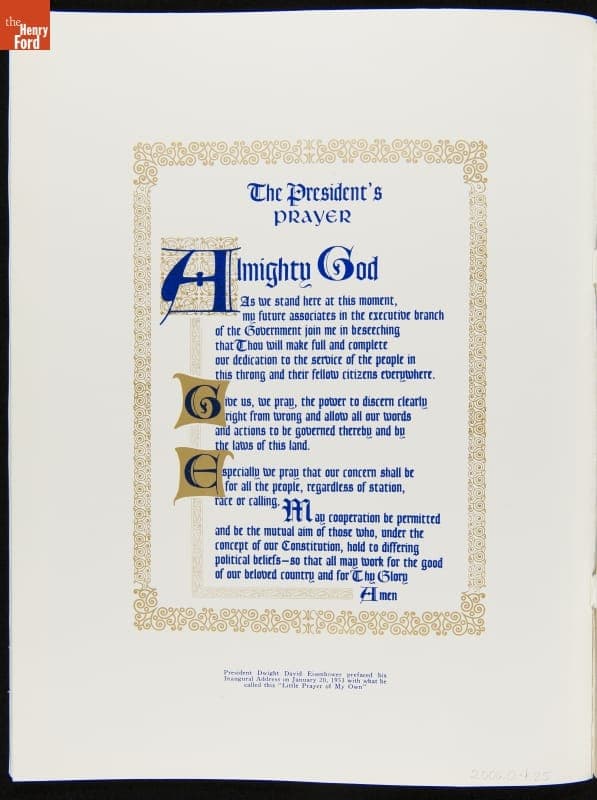 the
Henry
Ford
The President's
PRAYER
Almighty God
As we stand here at this moment,
my future associates in the executive branch
of the Government join me in beseeching
that Thou will make full and complete
our dedication to the service of the people in
this throng and their fellow citizens everywhere.
Give us, we pray, the power to discern clearly
right from wrong and allow all our words
and actions to be governed thereby and by
the laws of this land.
Especially we pray that our concern shall be
for all the people, regardless of station,
race or calling.
May cooperation be permitted
and be the mutual aim of those who, under the
concept of our Constitution, hold to differing
political beliefs—so that all may work for the good
of our beloved country and for Thy Glory
Amen
President Dwight David Eisenhower prefaced his
Inaugural Address on January 20, 1953 with what he
called this "Little Prayer of My Own"